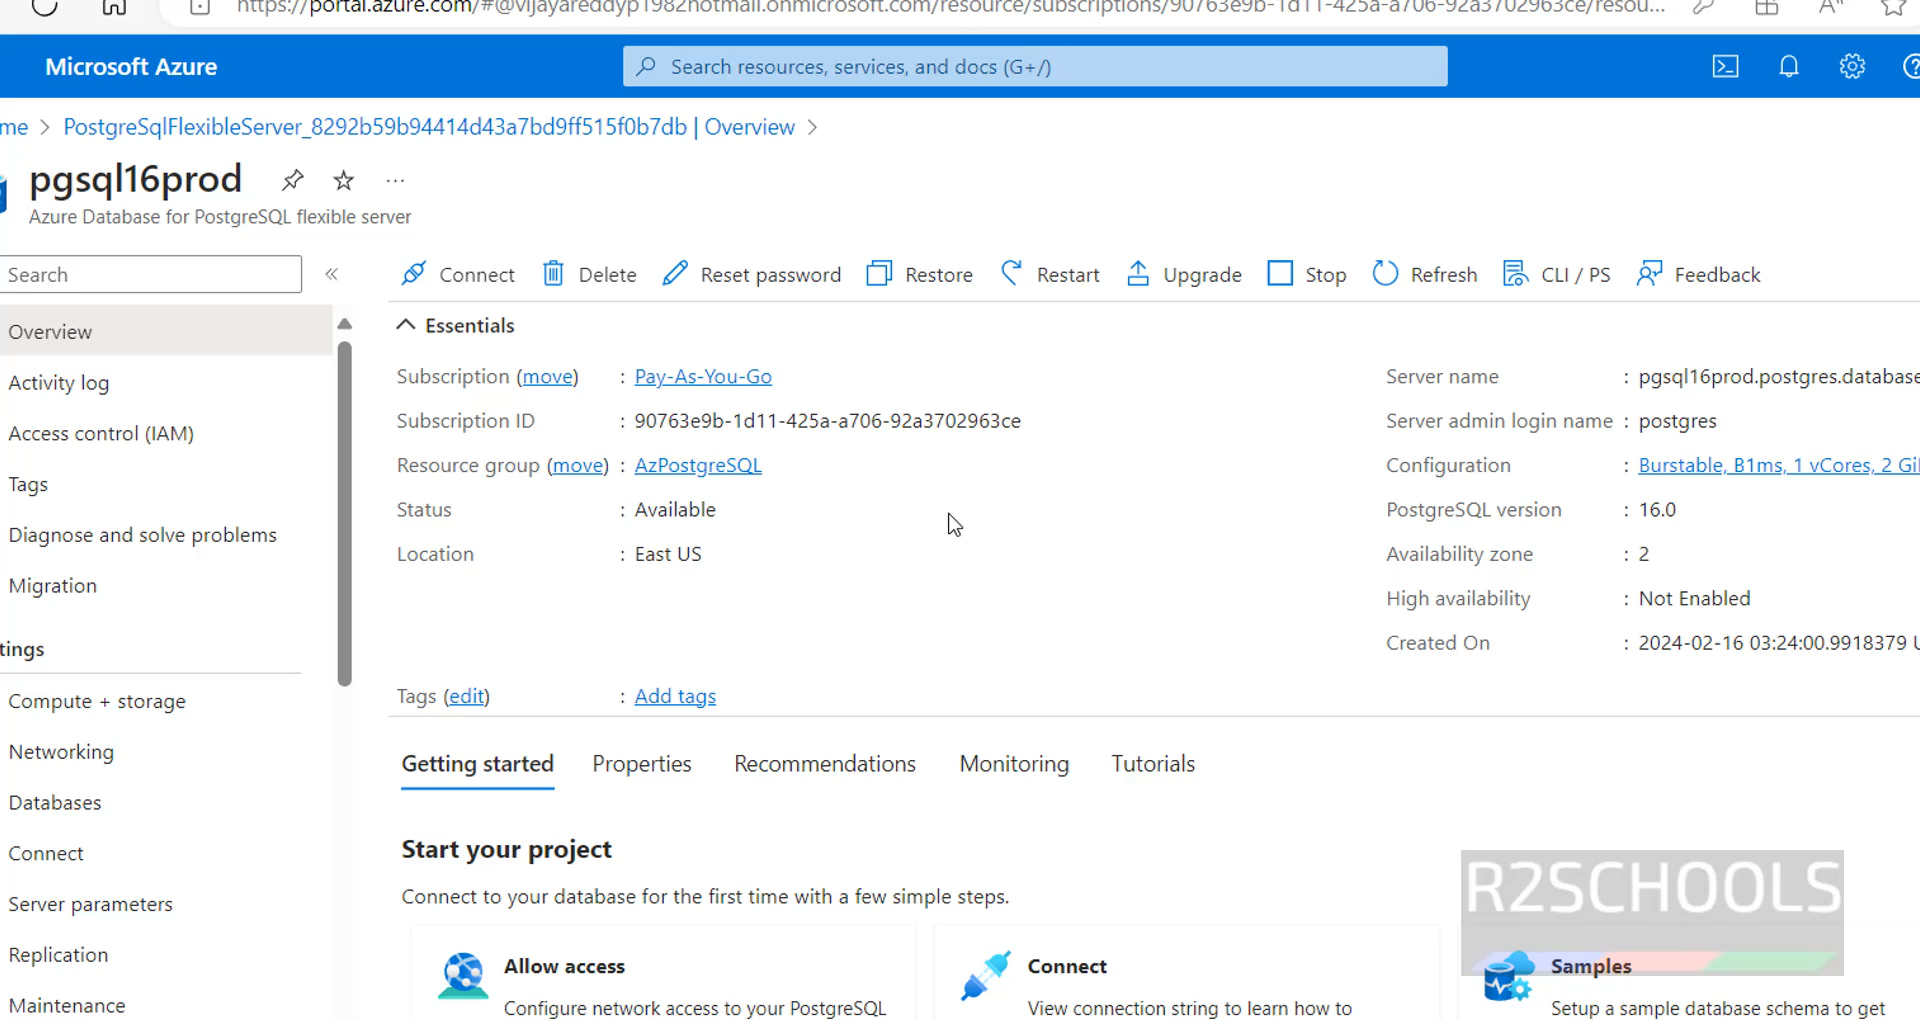 https://portal.azure.com/#@vijayareddyp1982hotmail.onmicrosoft.com/resource/subscriptions/90763e9b-1d11-425a-a706-92a3702963ce/resou...
Microsoft Azure
Search resources, services, and docs (G+/)
me > PostgreSqlFlexibleServer_8292b59b94414d43a7bd9ff515f0b7db | Overview >
pgsql16prod ...
Azure Database for PostgreSQL flexible server
Search «
Connect Delete Reset password Restore Restart Upgrade Stop Refresh CLI / PS Feedback
Overview
Activity log
Access control (IAM)
Tags
Diagnose and solve problems
Migration
tings
Compute + storage
Networking
Databases
Connect
Server parameters
Replication
Maintenance
Essentials
Subscription (move) : Pay-As-You-Go
Subscription ID : 90763e9b-1d11-425a-a706-92a3702963ce
Resource group (move) : AzPostgreSQL
Status : Available
Location : East US
Server name : pgsql16prod.postgres.database
Server admin login name : postgres
Configuration : Burstable, B1ms, 1 vCores, 2 Gi
PostgreSQL version : 16.0
Availability zone : 2
High availability : Not Enabled
Created On : 2024-02-16 03:24:00.9918379 U
Tags (edit) : Add tags
Getting started Properties Recommendations Monitoring Tutorials
Start your project
Connect to your database for the first time with a few simple steps.
Allow access
Configure network access to your PostgreSQL
Connect
View connection string to learn how to
R2SCHOOLS
Samples
Setup a sample database schema to get